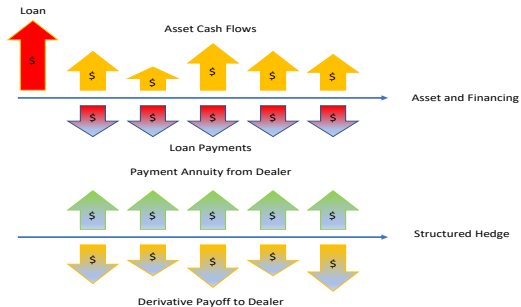 Loan
Asset Cash Flows
$
$ $ $ $ $
Asset and Financing
$ $ $ $ $
Loan Payments
Payment Annuity from Dealer
$ $ $ $ $
Structured Hedge
$ $ $ $ $
Derivative Payoff to Dealer